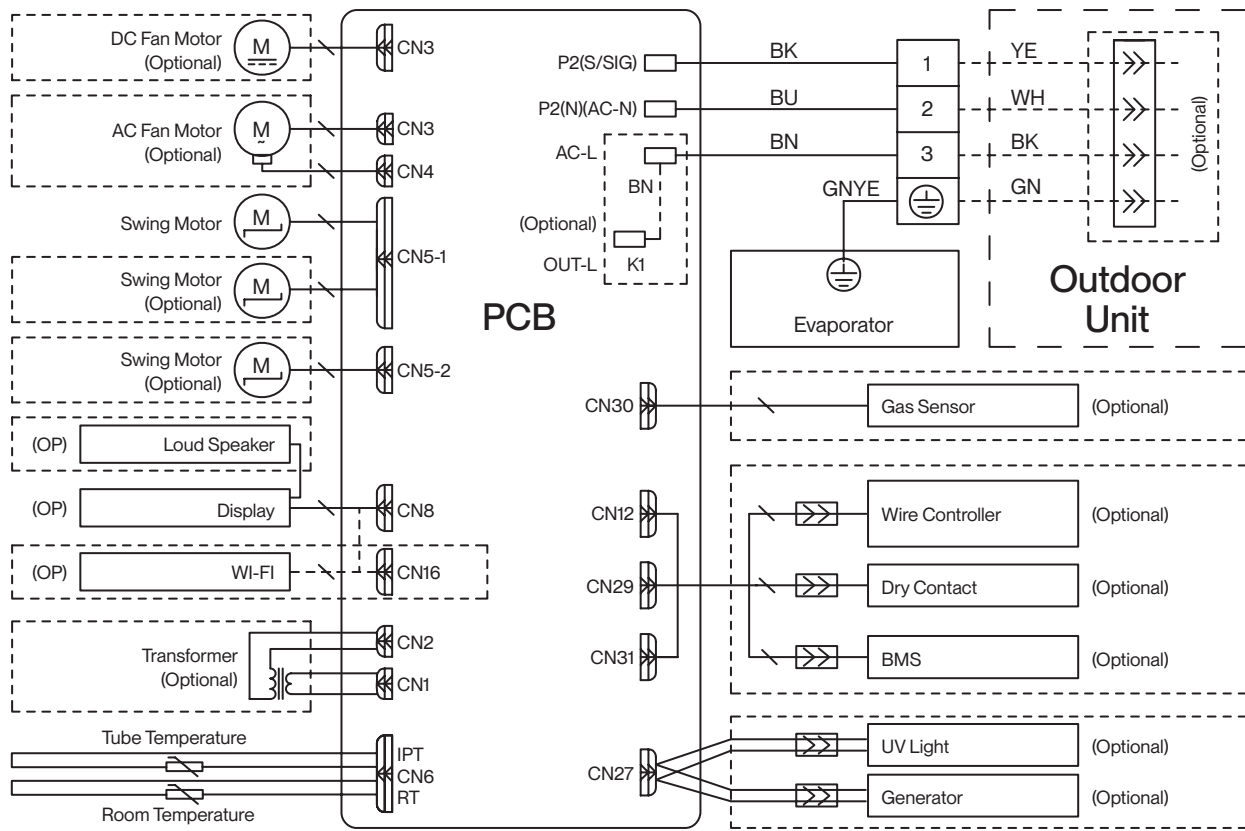 DC Fan Motor
(Optional)
M
CN3
AC Fan Motor
(Optional)
M
~
CN3
CN4
Swing Motor
M
CN5-1
Swing Motor
(Optional)
M
Swing Motor
(Optional)
M
CN5-2
(OP)
Loud Speaker
(OP)
Display
CN8
(OP)
WI-FI
CN16
Transformer
(Optional)
CN2
CN1
Tube Temperature
IPT
CN6
RT
Room Temperature
PCB
P2(S/SIG)
BK
1
YE
P2(N)(AC-N)
BU
2
WH
AC-L
BN
3
BK
BN
GNYE
GN
(Optional)
(Optional)
OUT-L
K1
Evaporator
Outdoor
Unit
CN30
Gas Sensor
(Optional)
CN12
Wire Controller
(Optional)
CN29
Dry Contact
(Optional)
CN31
BMS
(Optional)
CN27
UV Light
(Optional)
Generator
(Optional)